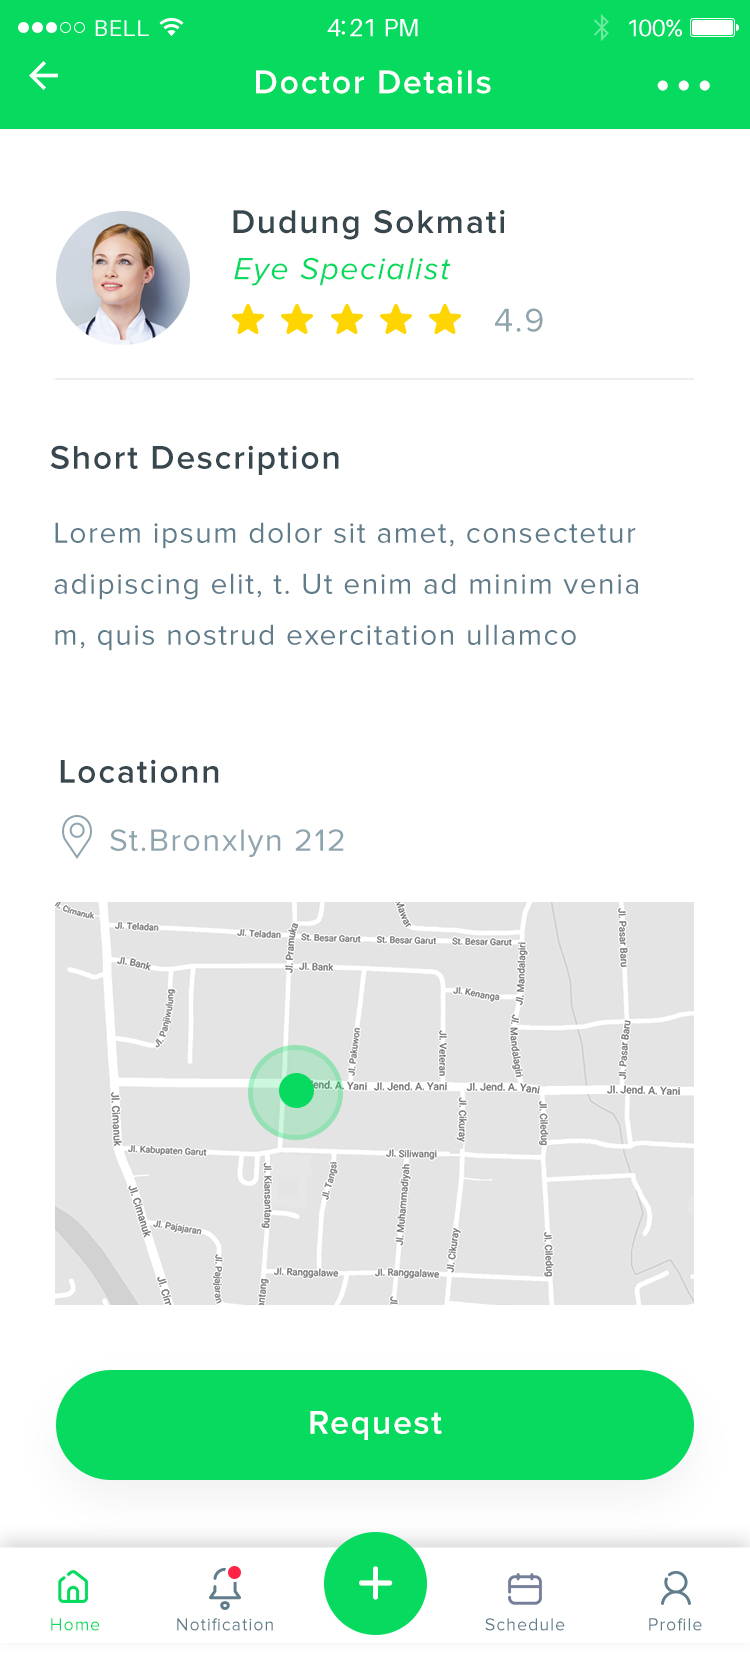 BELL 4:21 PM 100%
Doctor Details
Dudung Sokmati
Eye Specialist
4.9
Short Description
Lorem ipsum dolor sit amet, consectetur
adipiscing elit, t. Ut enim ad minim venia
m, quis nostrud exercitation ullamco
Locationn
St.Bronxlyn 212
Jl. Cimanuk
Jl. Teladan
Jl. Teladan
Jl. Pramuka
St. Besar Garut
St. Besar Garut
St. Besar Garut
Mawar
Jl. Mandalagiri
Jl. Pasar Baru
Jl. Bank
Jl. Bank
Jl. Kenanga
Jl. Panjiwulung
Jl. Pakuwon
Jl. Veteran
Jl. Mandalagiri
Jl. Pasar Baru
Jend. A. Yani
Jl. Jend. A. Yani
Jl. Jend. A. Yani
Jl. Jend. A. Yani
Jl. Cimanuk
Jl. Cikuray
Jl. Ciledug
Jl. Kabupaten Garut
Jl. Siliwangi
Jl. Cimanuk
Jl. Kiansantang
Jl. Tangsi
Jl. Muhammadiyah
Jl. Pajajaran
Jl. Cikuray
Jl. Ciledug
Jl. Pajajaran
Jl. Ranggalawe
Jl. Ranggalawe
Jl. Cim
antang
Jl.
Request
Home
Notification
Schedule
Profile